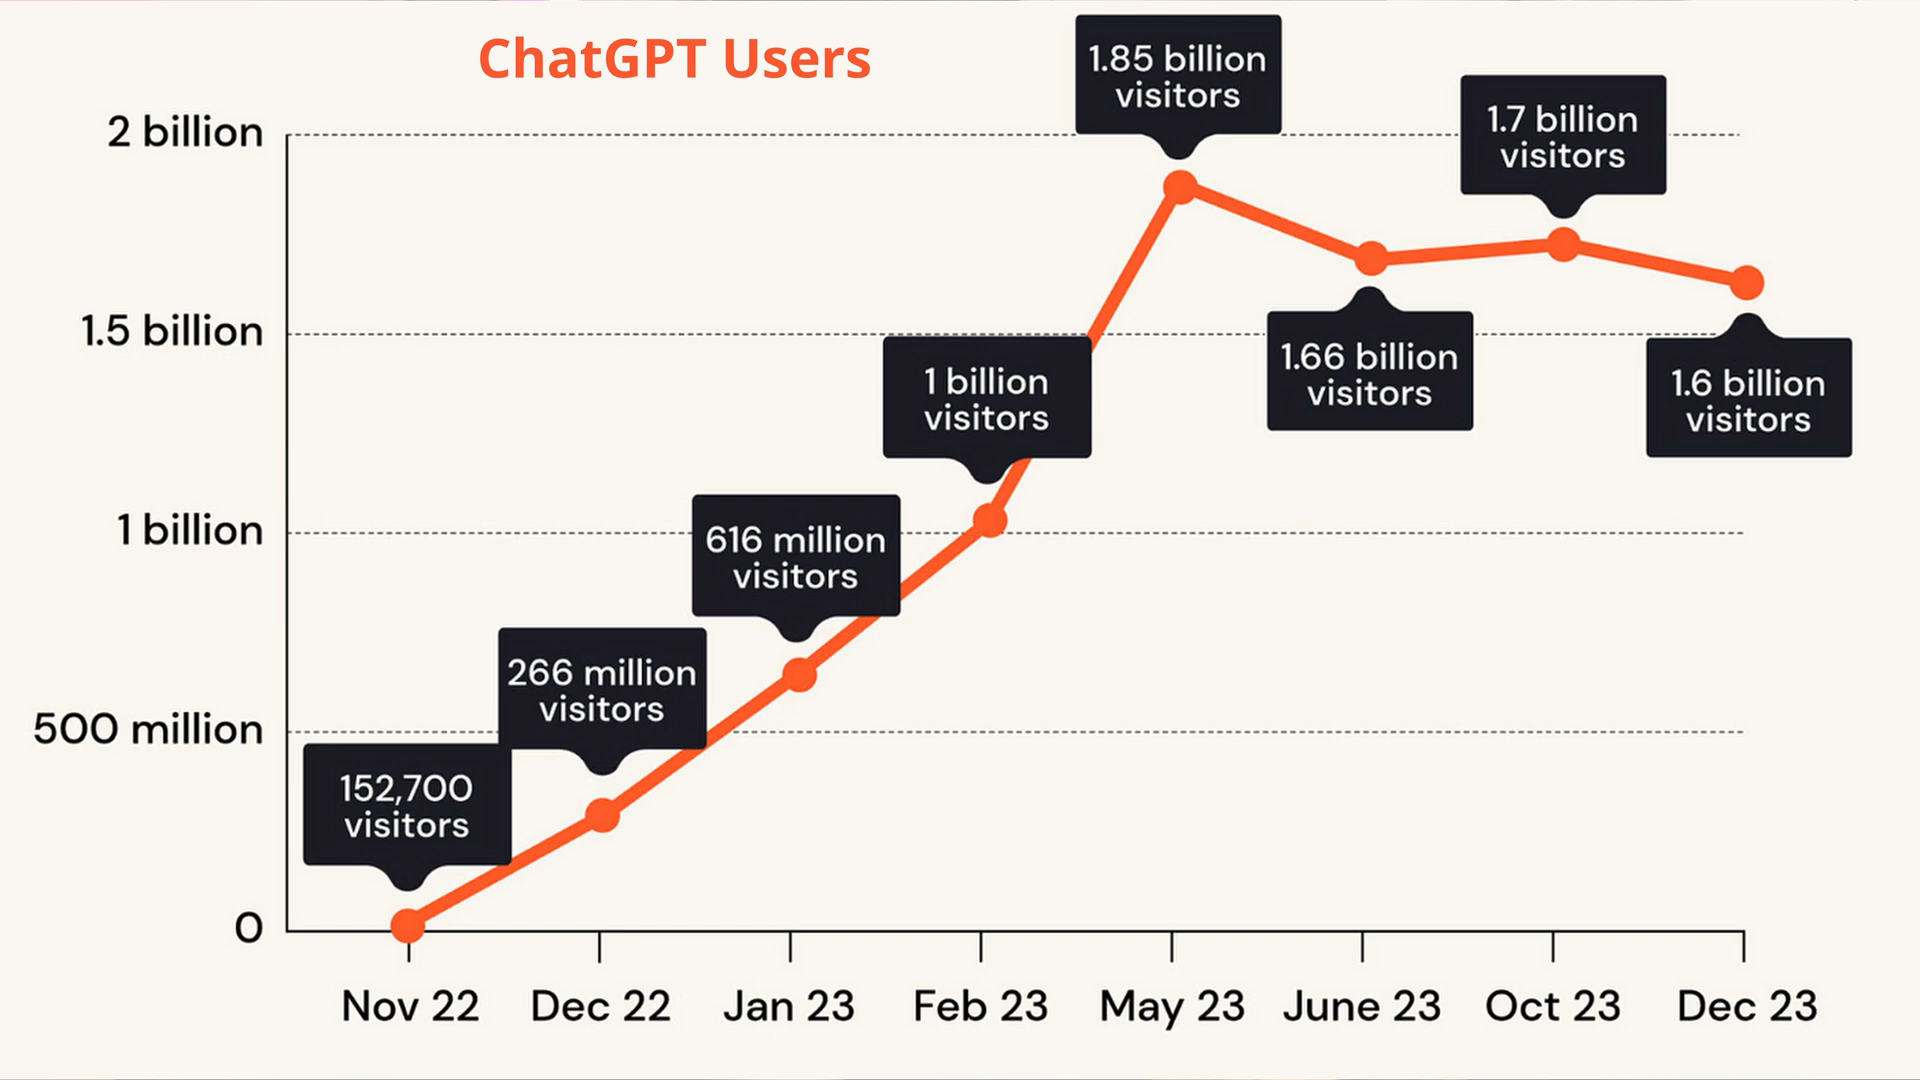 ChatGPT Users
2 billion
1.5 billion
1 billion
500 million
0
152,700
visitors
266 million
visitors
616 million
visitors
1 billion
visitors
1.85 billion
visitors
1.66 billion
visitors
1.7 billion
visitors
1.6 billion
visitors
Nov 22
Dec 22
Jan 23
Feb 23
May 23
June 23
Oct 23
Dec 23